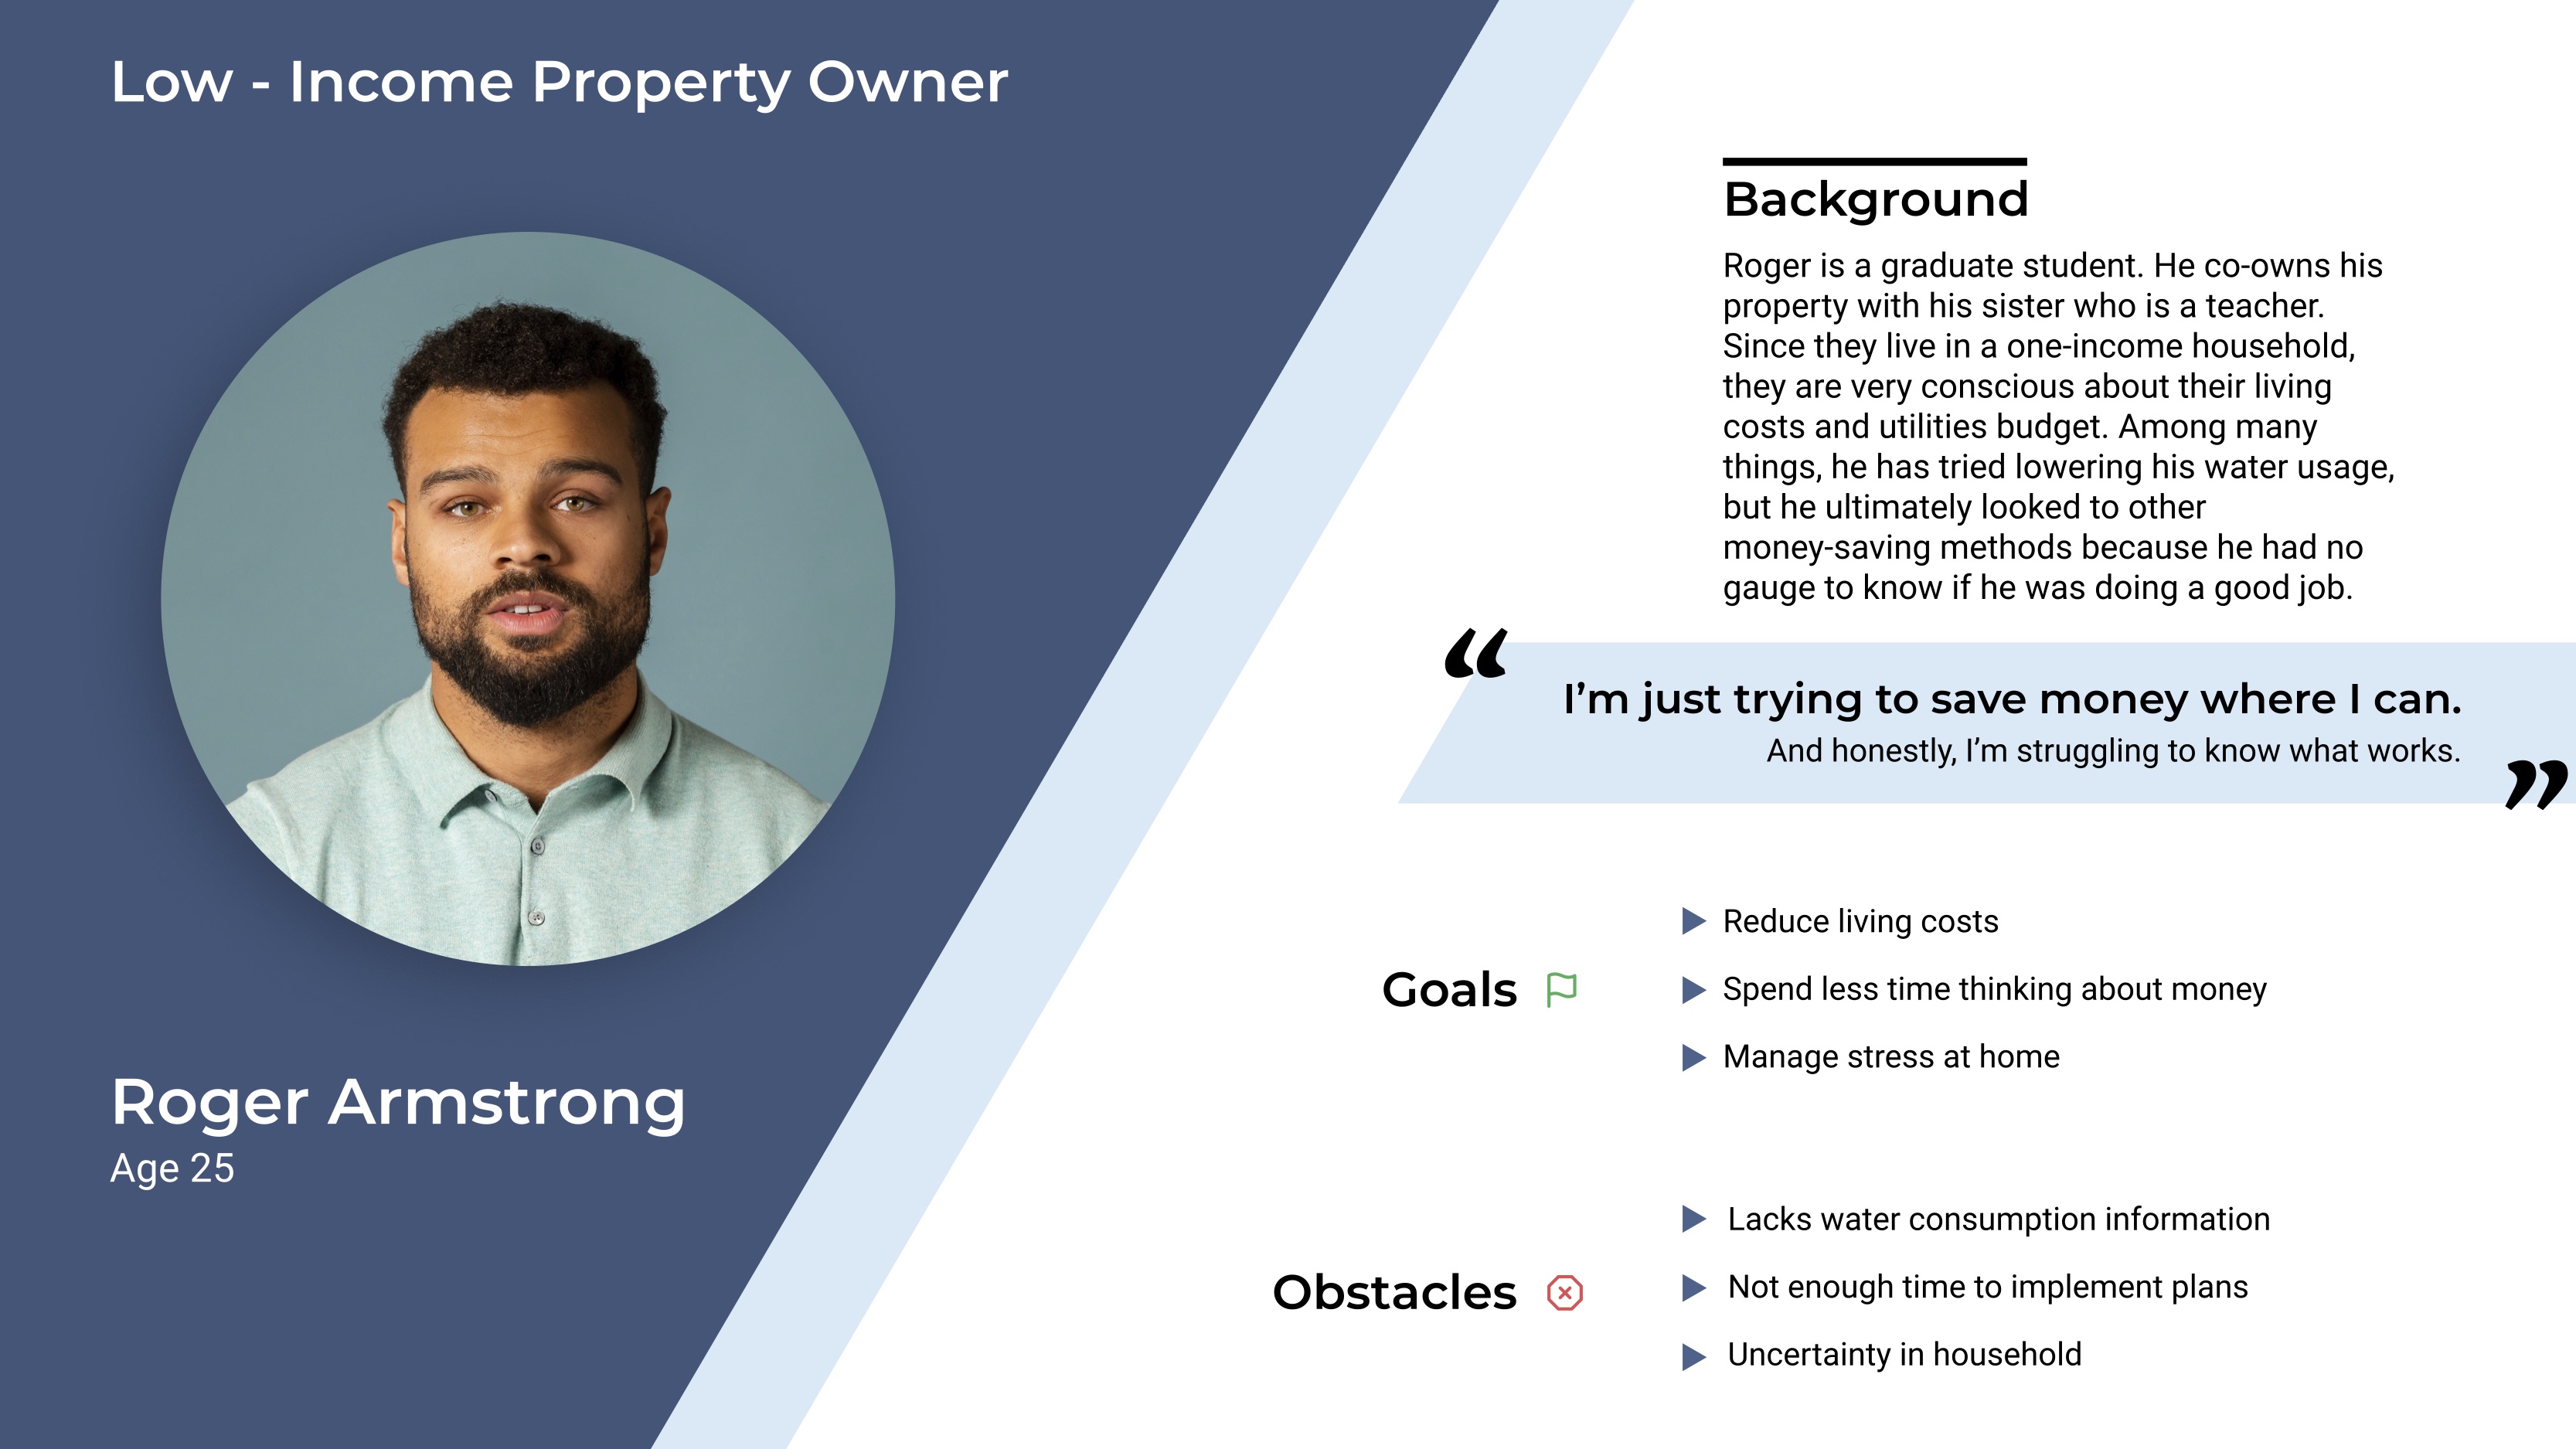 Low - Income Property Owner
Roger Armstrong
Age 25
Background
Roger is a graduate student. He co-owns his
property with his sister who is a teacher.
Since they live in a one-income household,
they are very conscious about their living
costs and utilities budget. Among many
things, he has tried lowering his water usage,
but he ultimately looked to other
money-saving methods because he had no
gauge to know if he was doing a good job.
“I’m just trying to save money where I can.
And honestly, I’m struggling to know what works.”
Goals
Reduce living costs
Spend less time thinking about money
Manage stress at home
Obstacles
Lacks water consumption information
Not enough time to implement plans
Uncertainty in household